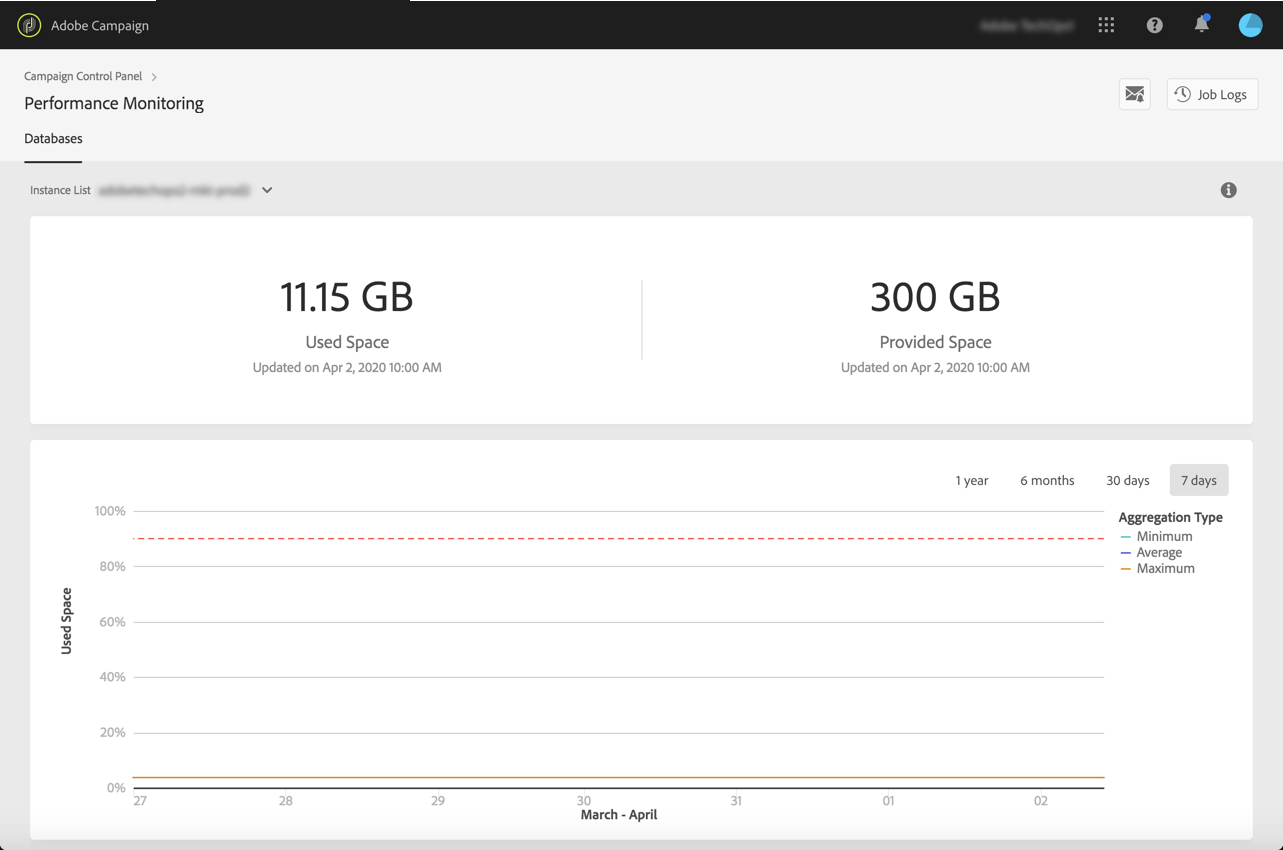 Adobe Campaign
Campaign Control Panel
Performance Monitoring
Job Logs
Databases
Instance List
11.15 GB
Used Space
Updated on Apr 2, 2020 10:00 AM
300 GB
Provided Space
Updated on Apr 2, 2020 10:00 AM
1 year 6 months 30 days 7 days
Aggregation Type
Minimum
Average
Maximum
Used Space
100%
80%
60%
40%
20%
0%
27 28 29 30 31 01 02
March - April